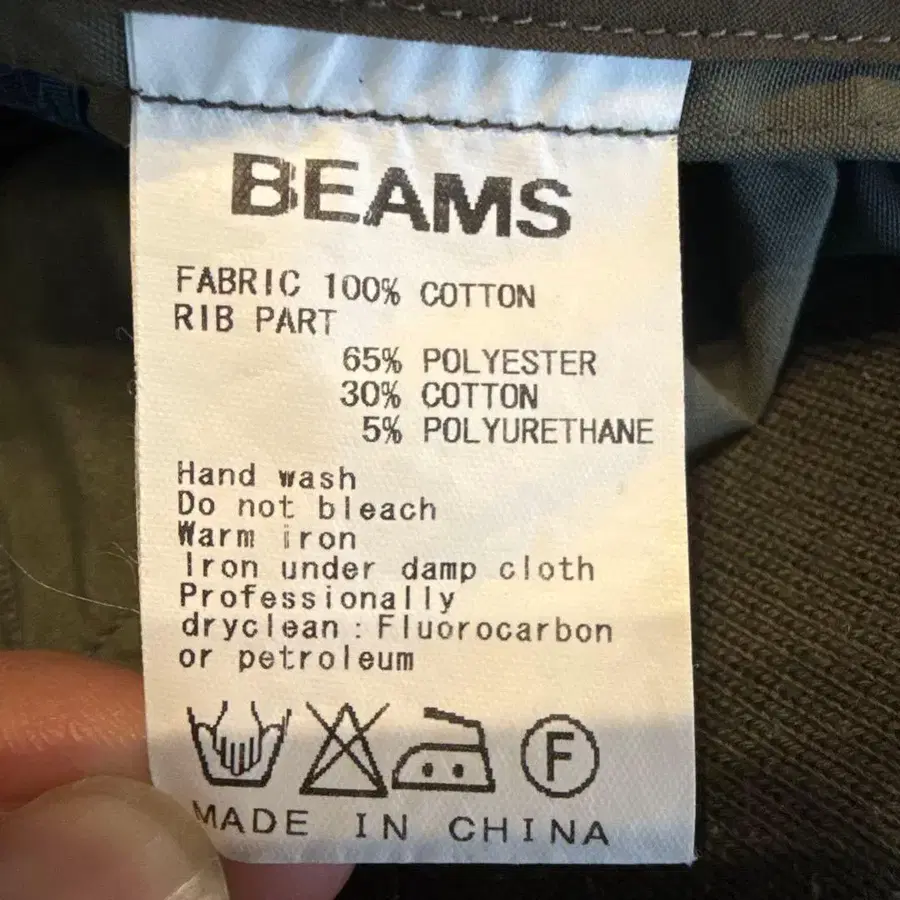 BEAMS
FABRIC 100% COTTON
RIB PART
65% POLYESTER
30% COTTON
5% POLYURETHANE
Hand wash
Do not bleach
Warm iron
Iron under damp cloth
Professionally
dryclean:Fluorocarbon
or petroleum
F
MADE IN CHINA